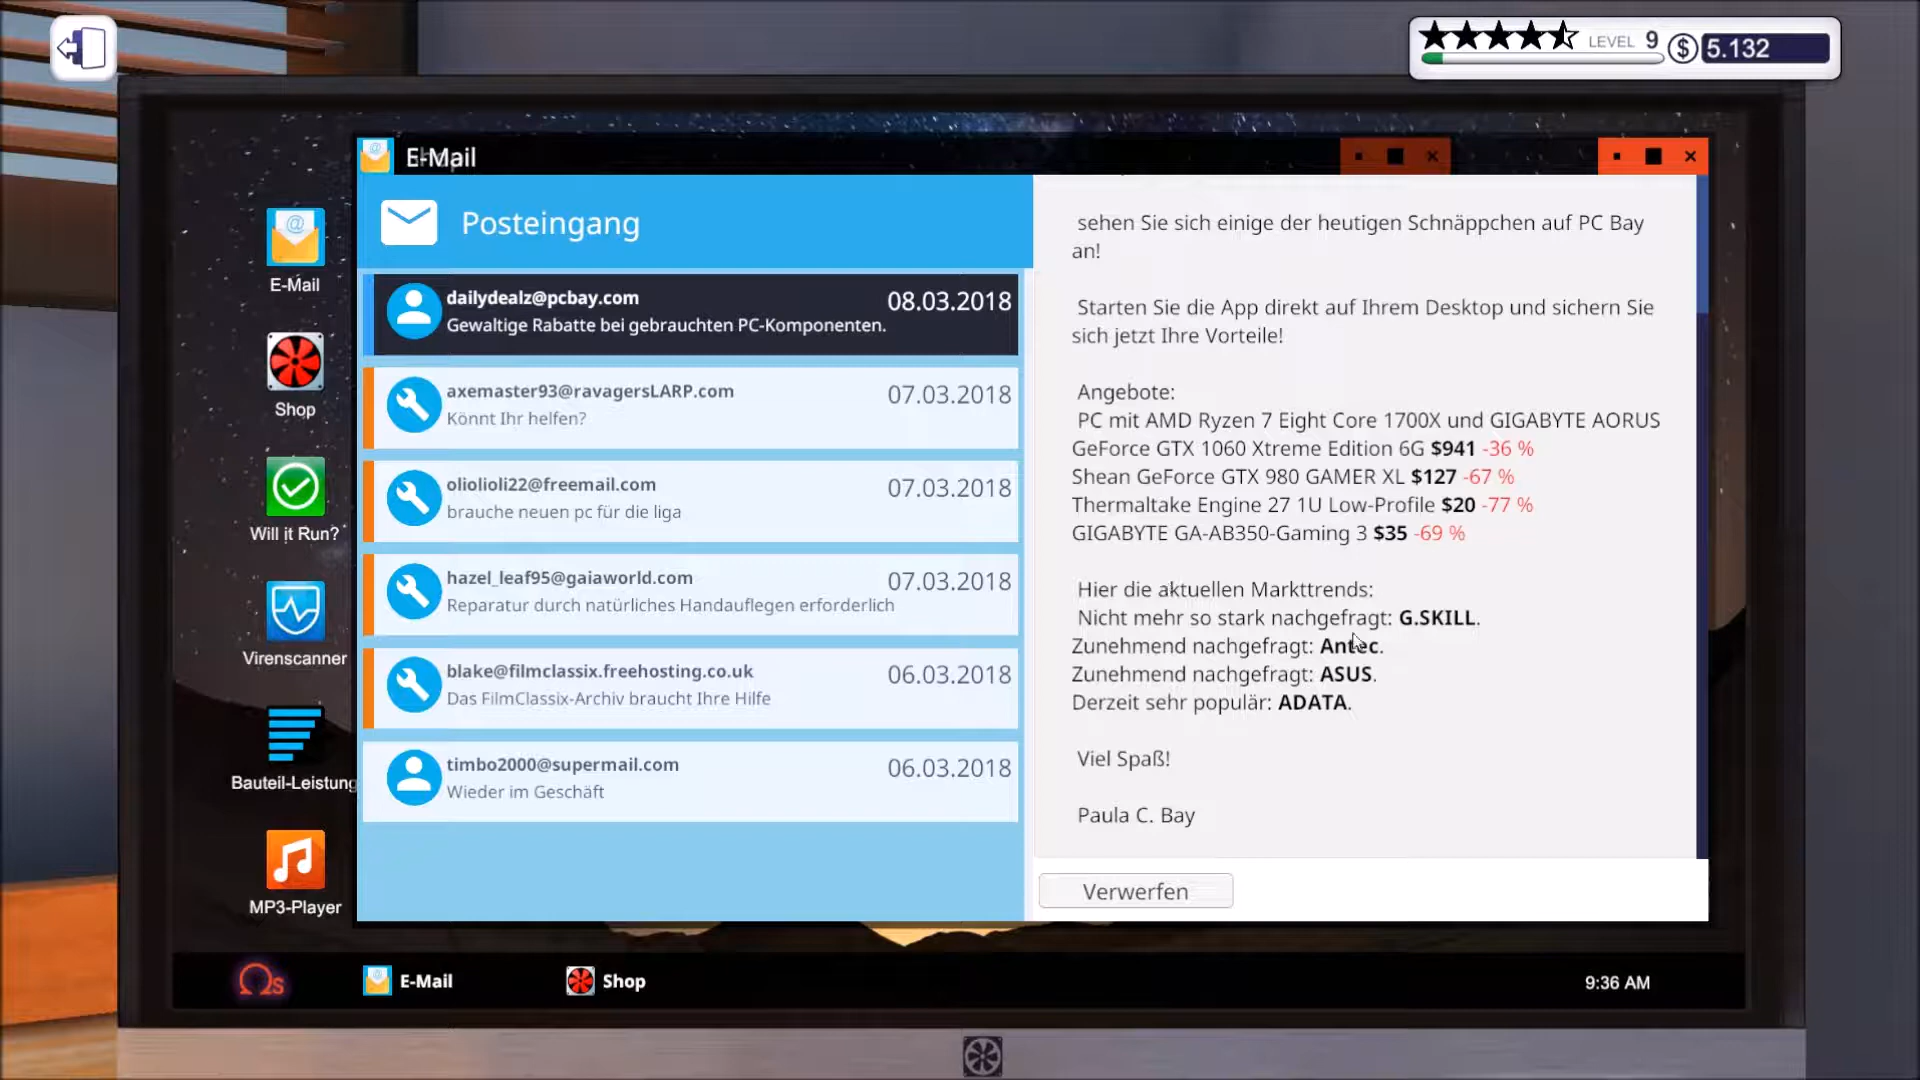 LEVEL 9
5.132
E-Mail
Posteingang
dailydealz@pcbay.com
08.03.2018
Gewaltige Rabatte bei gebrauchten PC-Komponenten.
axemaster93@ravagersLARP.com
07.03.2018
Könnt Ihr helfen?
oliolioli22@freemail.com
07.03.2018
brauche neuen pc für die liga
hazel_leaf95@gaiaworld.com
07.03.2018
Reparatur durch natürliches Handauflegen erforderlich
blake@filmclassix.freehosting.co.uk
06.03.2018
Das FilmClassix-Archiv braucht Ihre Hilfe
timbo2000@supermail.com
06.03.2018
Wieder im Geschäft
sehen Sie sich einige der heutigen Schnäppchen auf PC Bay
an!
Starten Sie die App direkt auf Ihrem Desktop und sichern Sie
sich jetzt Ihre Vorteile!
Angebote:
PC mit AMD Ryzen 7 Eight Core 1700X und GIGABYTE AORUS
GeForce GTX 1060 Xtreme Edition 6G $941 -36 %
Shean GeForce GTX 980 GAMER XL $127 -67 %
Thermaltake Engine 27 1U Low-Profile $20 -77 %
GIGABYTE GA-AB350-Gaming 3 $35 -69 %
Hier die aktuellen Markttrends:
Nicht mehr so stark nachgefragt: G.SKILL.
Zunehmend nachgefragt: Antec.
Zunehmend nachgefragt: ASUS.
Derzeit sehr populär: ADATA.
Viel Spaß!
Paula C. Bay
Verwerfen
E-Mail
Shop
Will it Run?
Virenscanner
Bauteil-Leistung
MP3-Player
Ωs
E-Mail
Shop
9:36 AM